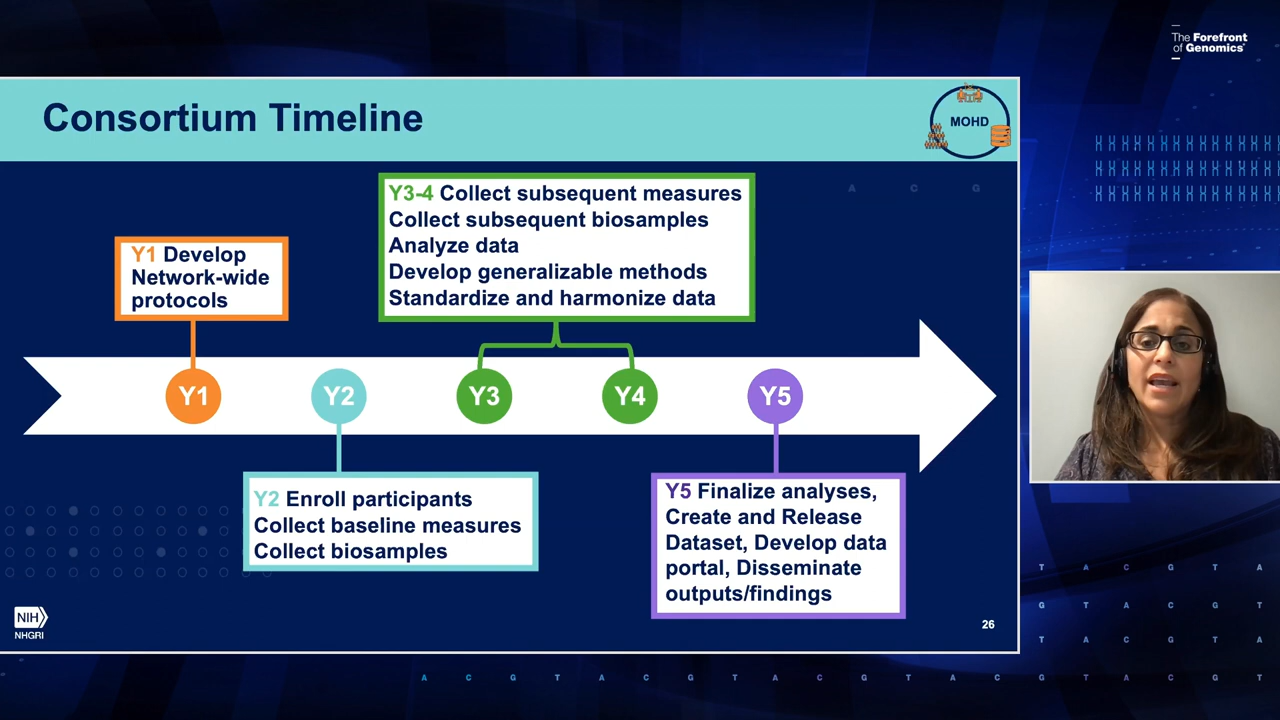 The Forefront
of Genomics®
Consortium Timeline
MOHD
A C G
Y3-4 Collect subsequent measures
Collect subsequent biosamples
Analyze data
Develop generalizable methods
Standardize and harmonize data
Y1 Develop
Network-wide
protocols
Y1
Y2
Y3
Y4
Y5
Y2 Enroll participants
Collect baseline measures
Collect biosamples
Y5 Finalize analyses,
Create and Release
Dataset, Develop data
portal, Disseminate
outputs/findings
NIH
NHGRI
26
T A C G T A
G T A C G T
T A C G T A
A C G T A C G T A C G T A C G T A C G T